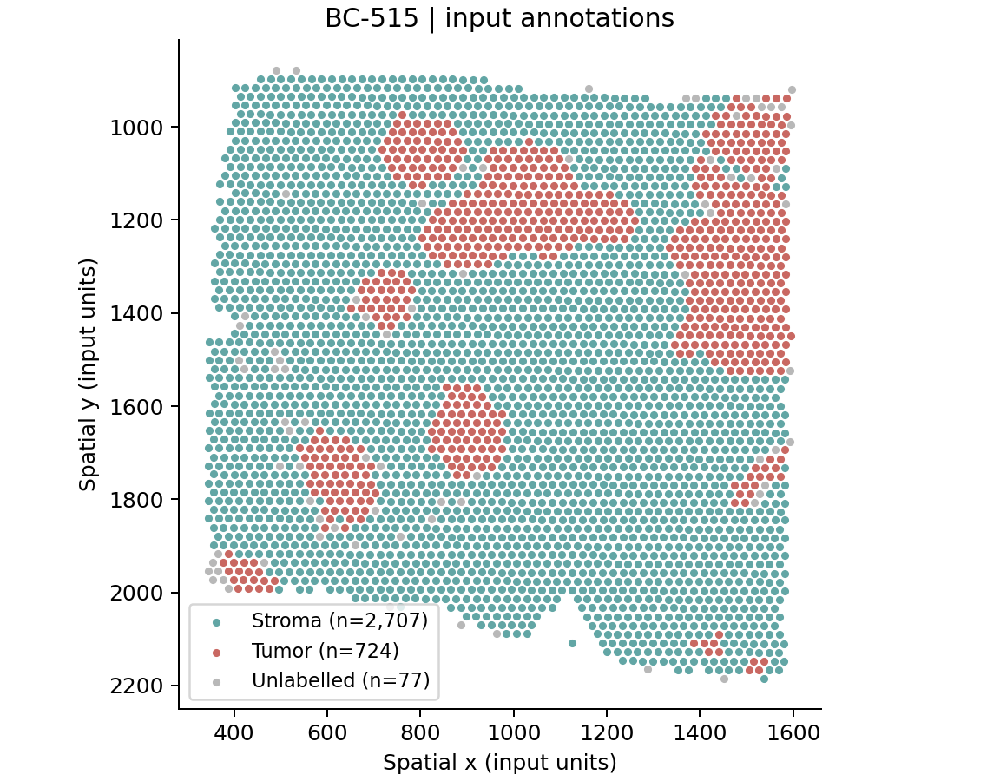 BC-515 | input annotations
Spatial y (input units)
1000
1200
1400
1600
1800
2000
2200
Stroma (n=2,707)
Tumor (n=724)
Unlabelled (n=77)
400 600 800 1000 1200 1400 1600
Spatial x (input units)